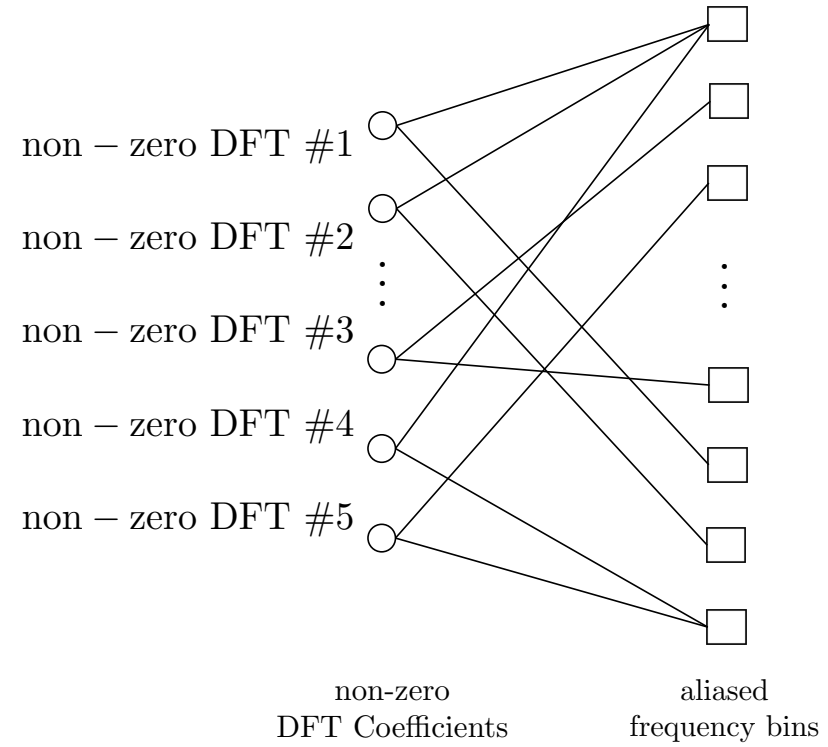 non − zero DFT #1
non − zero DFT #2
non − zero DFT #3
non − zero DFT #4
non − zero DFT #5
non-zero
DFT Coefficients
aliased
frequency bins